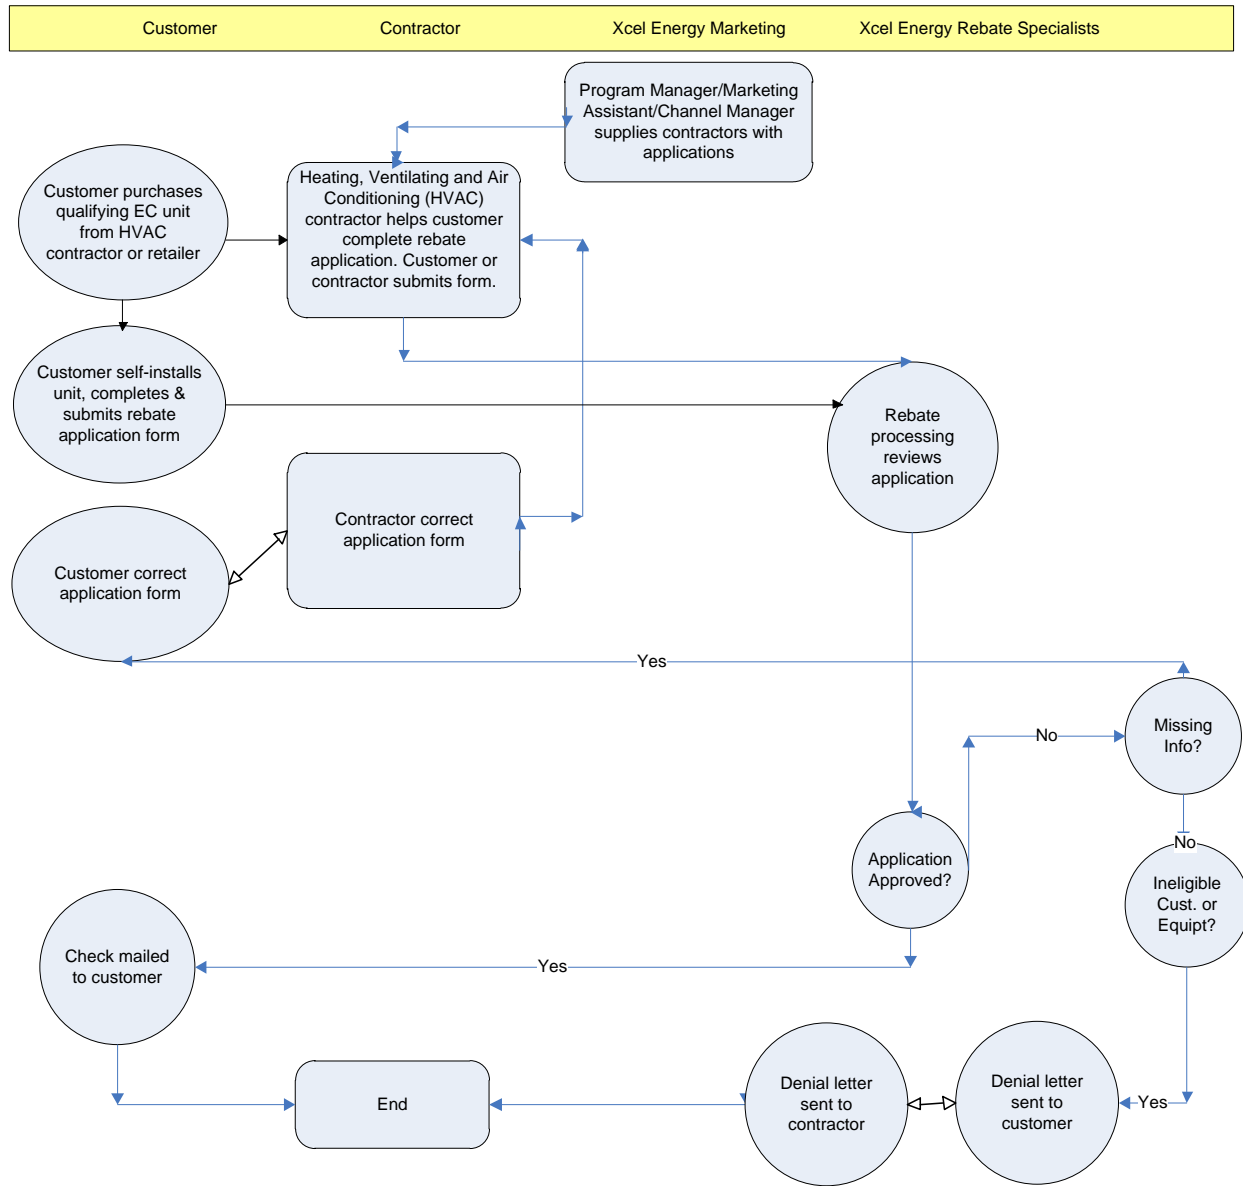 Customer
Contractor
Xcel Energy Marketing
Xcel Energy Rebate Specialists
Program Manager/Marketing
Assistant/Channel Manager
supplies contractors with
applications
Customer purchases
qualifying EC unit
from HVAC
contractor or retailer
Heating, Ventilating and Air
Conditioning (HVAC)
contractor helps customer
complete rebate
application. Customer or
contractor submits form.
Customer self-installs
unit, completes &
submits rebate
application form
Rebate
processing
reviews
application
Contractor correct
application form
Customer correct
application form
Yes
Missing
Info?
No
No
Application
Approved?
Ineligible
Cust. or
Equipt?
Check mailed
to customer
Yes
End
Denial letter
sent to
contractor
Denial letter
sent to
customer
Yes